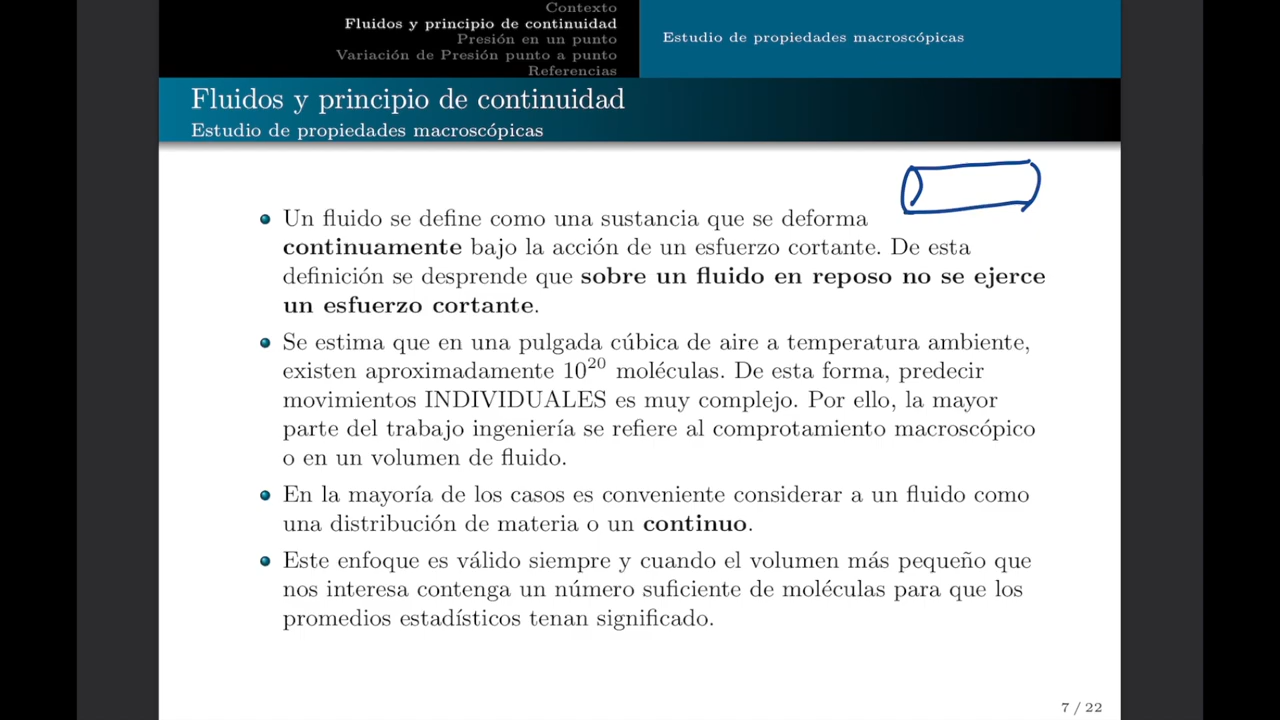 Contexto
Fluidos y principio de continuidad
Presión en un punto
Variación de Presión punto a punto
Referencias
Estudio de propiedades macroscópicas
Fluidos y principio de continuidad
Estudio de propiedades macroscópicas
Un fluido se define como una sustancia que se deforma
continuamente bajo la acción de un esfuerzo cortante. De esta
definición se desprende que sobre un fluido en reposo no se ejerce
un esfuerzo cortante.
Se estima que en una pulgada cúbica de aire a temperatura ambiente,
existen aproximadamente 10²⁰ moléculas. De esta forma, predecir
movimientos INDIVIDUALES es muy complejo. Por ello, la mayor
parte del trabajo ingeniería se refiere al comprotamiento macroscópico
o en un volumen de fluido.
En la mayoría de los casos es conveniente considerar a un fluido como
una distribución de materia o un continuo.
Este enfoque es válido siempre y cuando el volumen más pequeño que
nos interesa contenga un número suficiente de moléculas para que los
promedios estadísticos tenan significado.
7 / 22